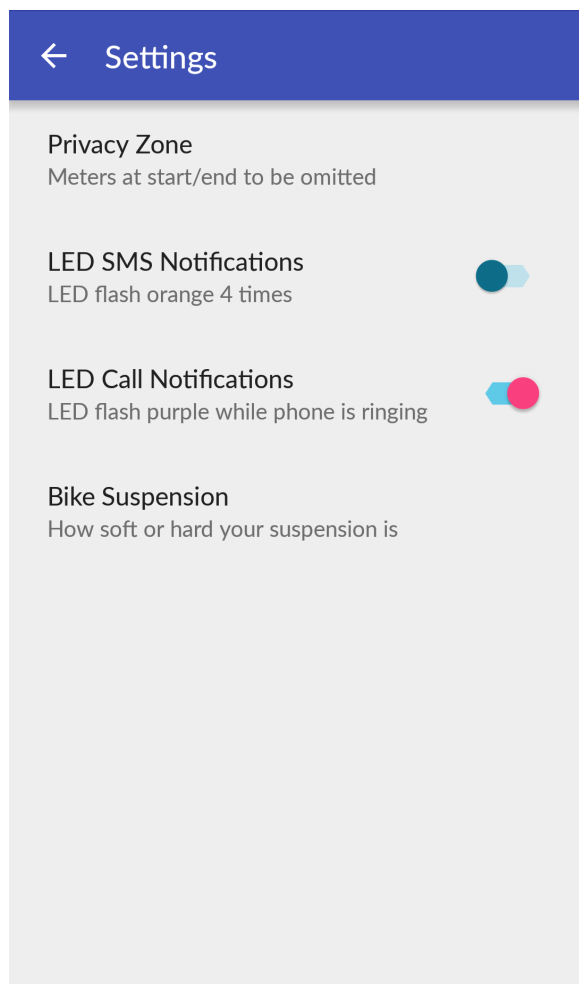 Settings
Privacy Zone
Meters at start/end to be omitted
LED SMS Notifications
LED flash orange 4 times
LED Call Notifications
LED flash purple while phone is ringing
Bike Suspension
How soft or hard your suspension is